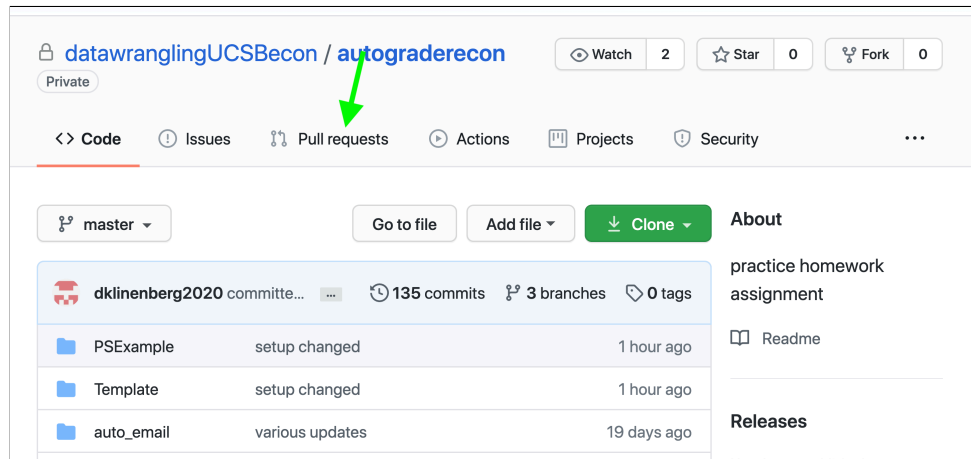 datawranglingUCSBecon / autograderecon
Watch 2 Star 0 Fork 0
Private
Code Issues Pull requests Actions Projects Security ...
master Go to file Add file Clone
About
practice homework
assignment
dklinenberg2020 committe... ... 135 commits 3 branches 0 tags
Readme
PSExample setup changed 1 hour ago
Template setup changed 1 hour ago
Releases
auto_email various updates 19 days ago